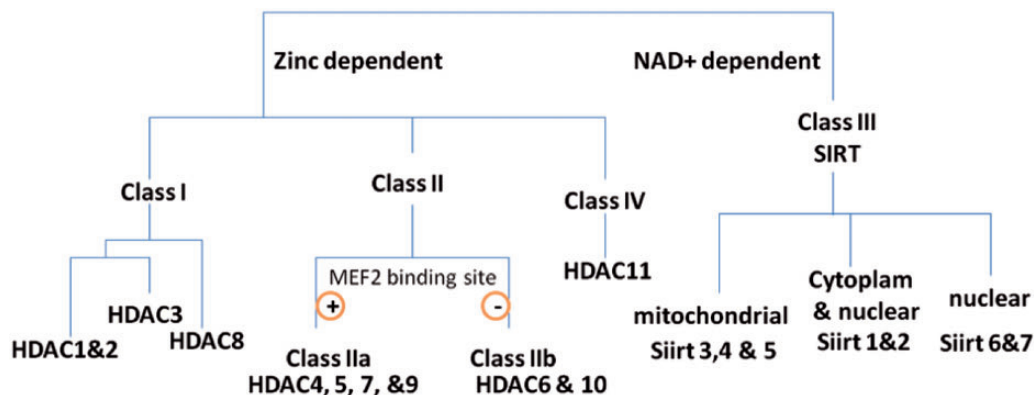 Zinc dependent
NAD+ dependent
Class III
SIRT
Class I
Class II
Class IV
HDAC11
MEF2 binding site
+
-
HDAC3
HDAC1&2
HDAC8
Class IIa
HDAC4, 5, 7, &9
Class IIb
HDAC6 & 10
mitochondrial
Siirt 3,4 & 5
Cytoplam
& nuclear
Siirt 1&2
nuclear
Siirt 6&7